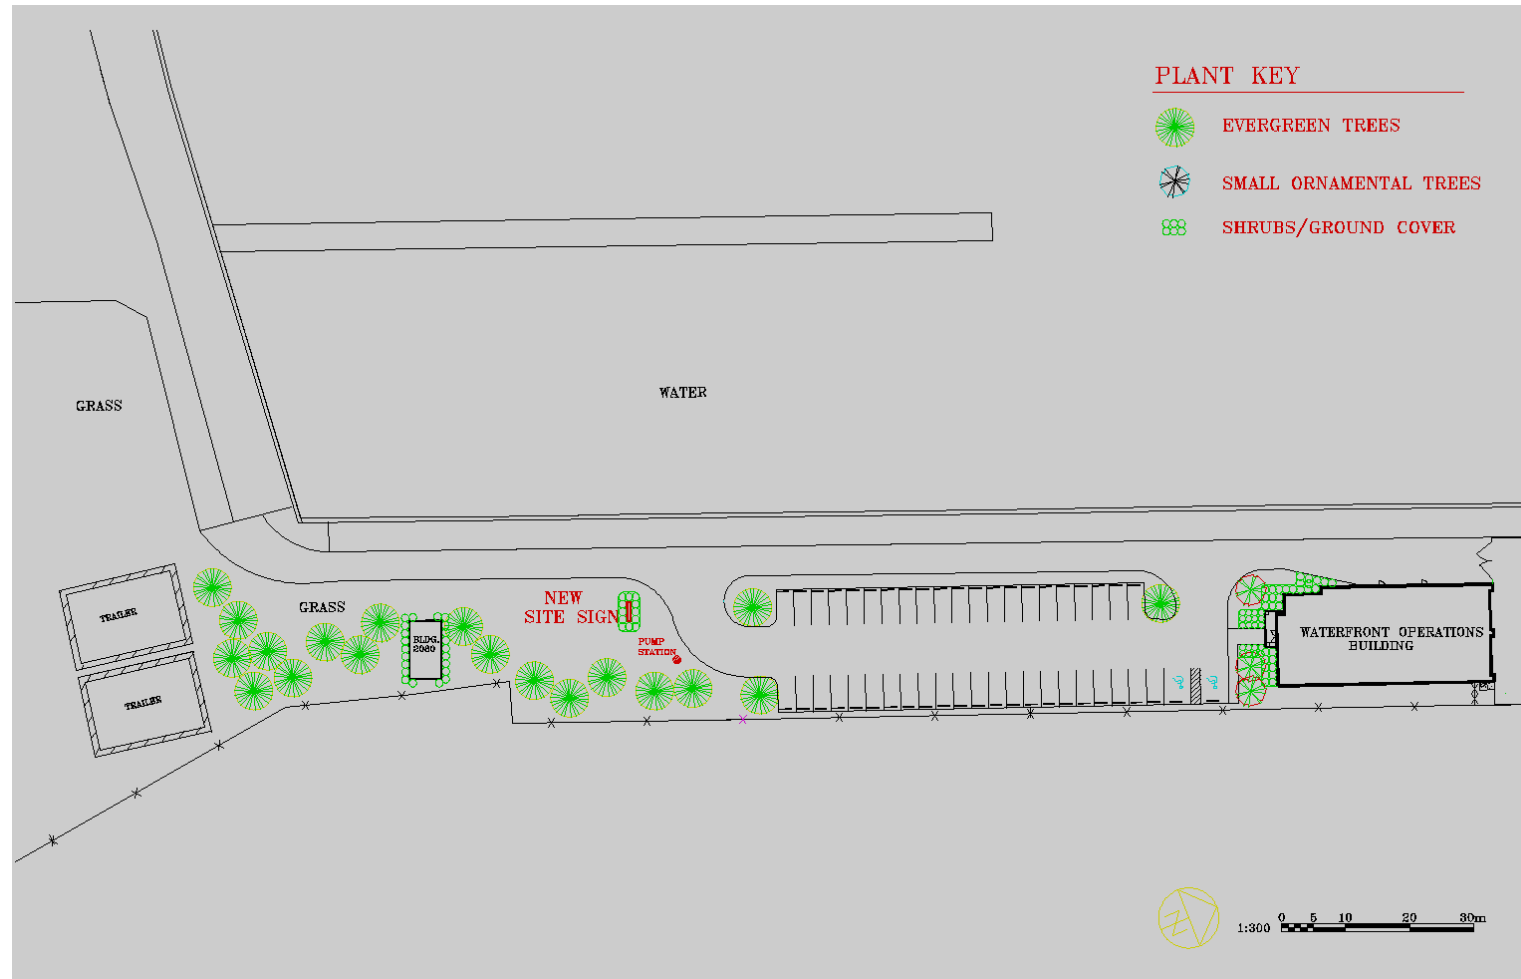 PLANT KEY
EVERGREEN TREES
SMALL ORNAMENTAL TREES
SHRUBS/GROUND COVER
GRASS
WATER
TRAILER
GRASS
NEW
SITE SIGN
BLDG.
2080
PUMP
STATION
WATERFRONT OPERATIONS
BUILDING
TRAILER
N
1:300
0 5 10 20 30m